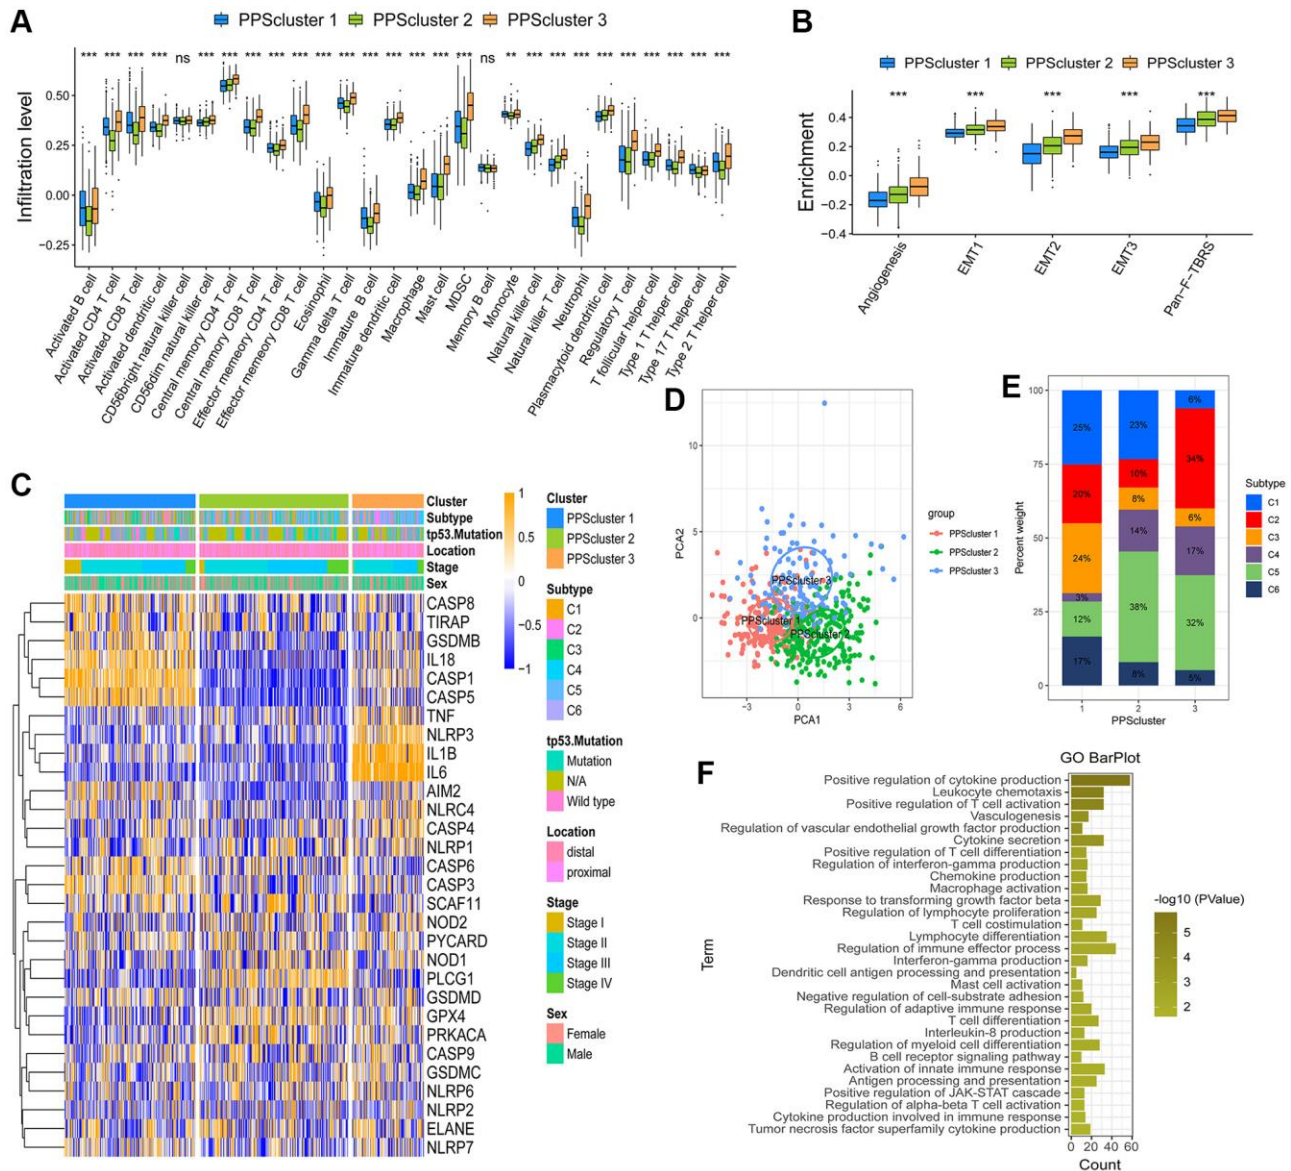 A
PPScluster 1 PPScluster 2 PPScluster 3
*** *** *** *** ns *** *** *** *** *** *** *** *** *** *** *** *** ns ** *** *** *** *** *** *** *** *** ***
Infiltration level
0.50
0.25
0.00
−0.25
Activated B cell
Activated CD4 T cell
Activated CD8 T cell
Activated dendritic cell
CD56bright natural killer cell
CD56dim natural killer cell
Central memory CD4 T cell
Central memory CD8 T cell
Effector memory CD4 T cell
Effector memory CD8 T cell
Eosinophil
Gamma delta T cell
Immature B cell
Immature dendritic cell
Macrophage
Mast cell
MDSC
Memory B cell
Monocyte
Natural killer cell
Natural killer T cell
Neutrophil
Plasmacytoid dendritic cell
Regulatory T cell
T follicular helper cell
Type 1 T helper cell
Type 17 T helper cell
Type 2 T helper cell
B
PPScluster 1 PPScluster 2 PPScluster 3
*** *** *** *** ***
Enrichment
0.4
0.2
0.0
−0.2
−0.4
Angiogenesis
EMT1
EMT2
EMT3
Pan−F−TBRS
C
Cluster
Subtype
tp53.Mutation
Location
Stage
Sex
CASP8
TIRAP
GSDMB
IL18
CASP1
CASP5
TNF
NLRP3
IL1B
IL6
AIM2
NLRC4
CASP4
NLRP1
CASP6
CASP3
SCAF11
NOD2
PYCARD
NOD1
PLCG1
GSDMD
GPX4
PRKACA
CASP9
GSDMC
NLRP6
NLRP2
ELANE
NLRP7
1
0.5
0
−0.5
−1
Cluster
PPScluster 1
PPScluster 2
PPScluster 3
Subtype
C1
C2
C3
C4
C5
C6
tp53.Mutation
Mutation
N/A
Wild type
Location
distal
proximal
Stage
Stage I
Stage II
Stage III
Stage IV
Sex
Female
Male
D
PCA2
10
5
0
PPScluster 3
PPScluster 1
PPScluster 2
−3 0 3 6
PCA1
group
PPScluster 1
PPScluster 2
PPScluster 3
E
Percent weight
100
75
50
25
0
25%
20%
24%
3%
12%
17%
23%
10%
8%
14%
38%
8%
6%
34%
6%
17%
32%
5%
1 2 3
PPScluster
Subtype
C1
C2
C3
C4
C5
C6
F
GO BarPlot
Term
Positive regulation of cytokine production
Leukocyte chemotaxis
Positive regulation of T cell activation
Vasculogenesis
Regulation of vascular endothelial growth factor production
Cytokine secretion
Positive regulation of T cell differentiation
Regulation of interferon-gamma production
Chemokine production
Macrophage activation
Response to transforming growth factor beta
Regulation of lymphocyte proliferation
T cell costimulation
Lymphocyte differentiation
Regulation of immune effector process
Interferon-gamma production
Dendritic cell antigen processing and presentation
Mast cell activation
Negative regulation of cell-substrate adhesion
Regulation of adaptive immune response
T cell differentiation
Interleukin-8 production
Regulation of myeloid cell differentiation
B cell receptor signaling pathway
Activation of innate immune response
Antigen processing and presentation
Positive regulation of JAK-STAT cascade
Regulation of alpha-beta T cell activation
Cytokine production involved in immune response
Tumor necrosis factor superfamily cytokine production
0 20 40 60
Count
-log10 (PValue)
5
4
3
2